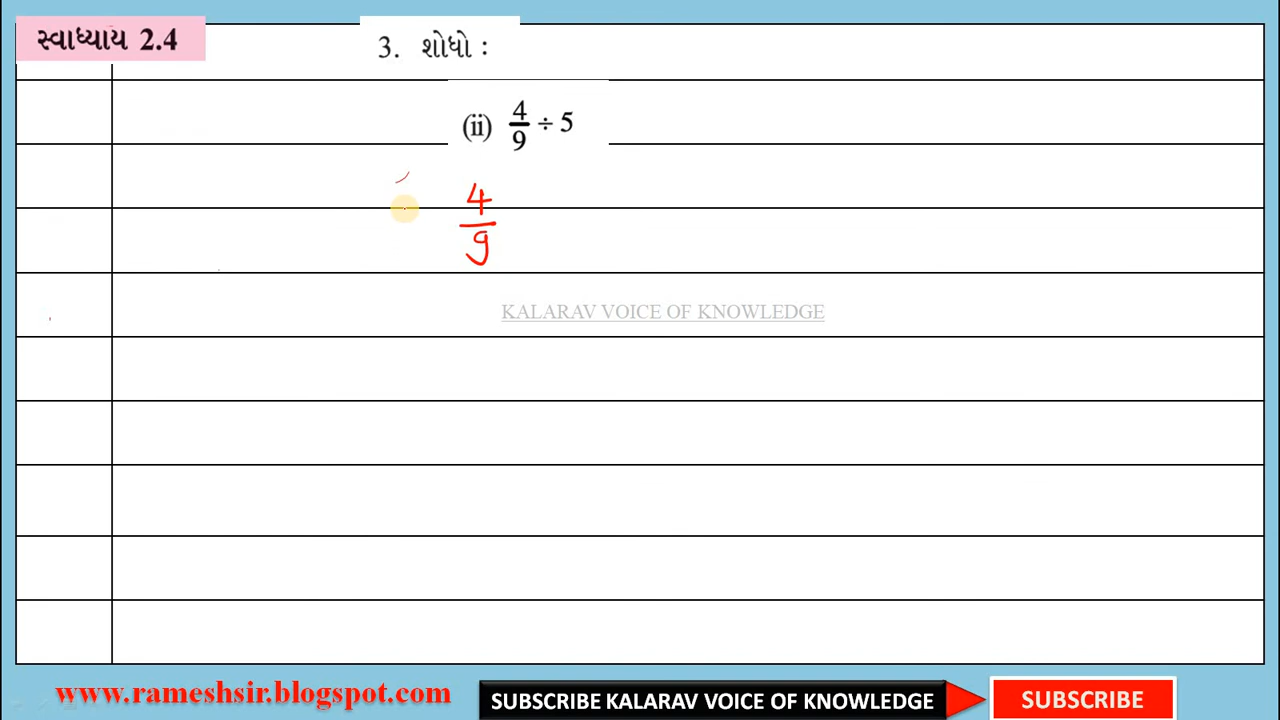 સ્વાધ્યાય 2.4
3. શોધો :
(ii) 4/9 ÷ 5
4/9
KALARAV VOICE OF KNOWLEDGE
www.rameshsir.blogspot.com
SUBSCRIBE KALARAV VOICE OF KNOWLEDGE
SUBSCRIBE